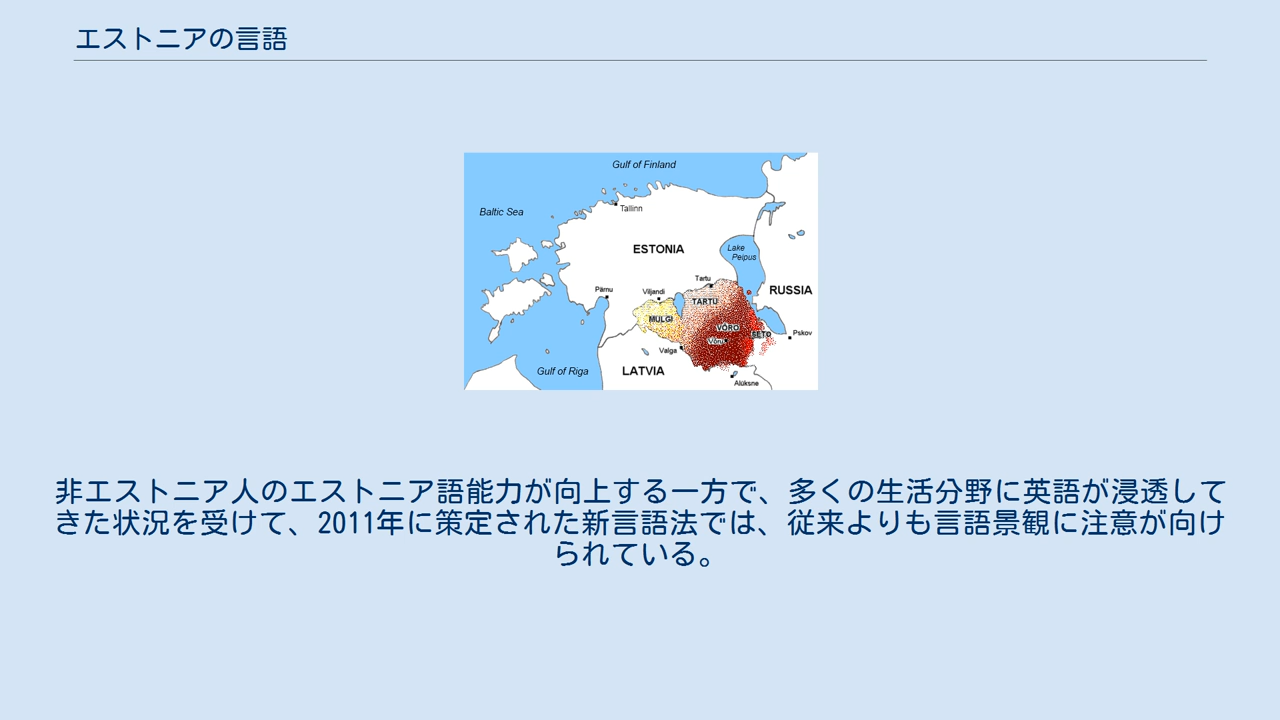 エストニアの言語
Gulf of Finland
Baltic Sea
Tallinn
ESTONIA
Lake
Peipus
Tartu
Pärnu
Viljandi
RUSSIA
TARTU
MULGI
VÕRO
SETO
Võru
Pskov
Valga
Gulf of Riga
LATVIA
Alūksne
非エストニア人のエストニア語能力が向上する一方で、多くの生活分野に英語が浸透して
きた状況を受けて、2011年に策定された新言語法では、従来よりも言語景観に注意が向け
られている。